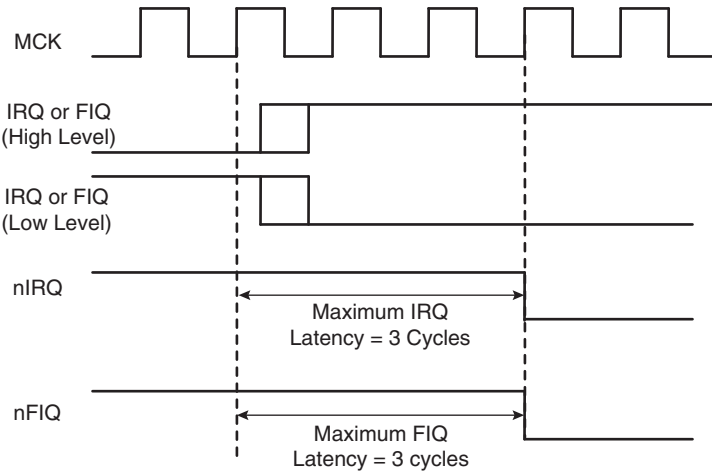 MCK
IRQ or FIQ
(High Level)
IRQ or FIQ
(Low Level)
nIRQ
Maximum IRQ
Latency = 3 Cycles
nFIQ
Maximum FIQ
Latency = 3 cycles